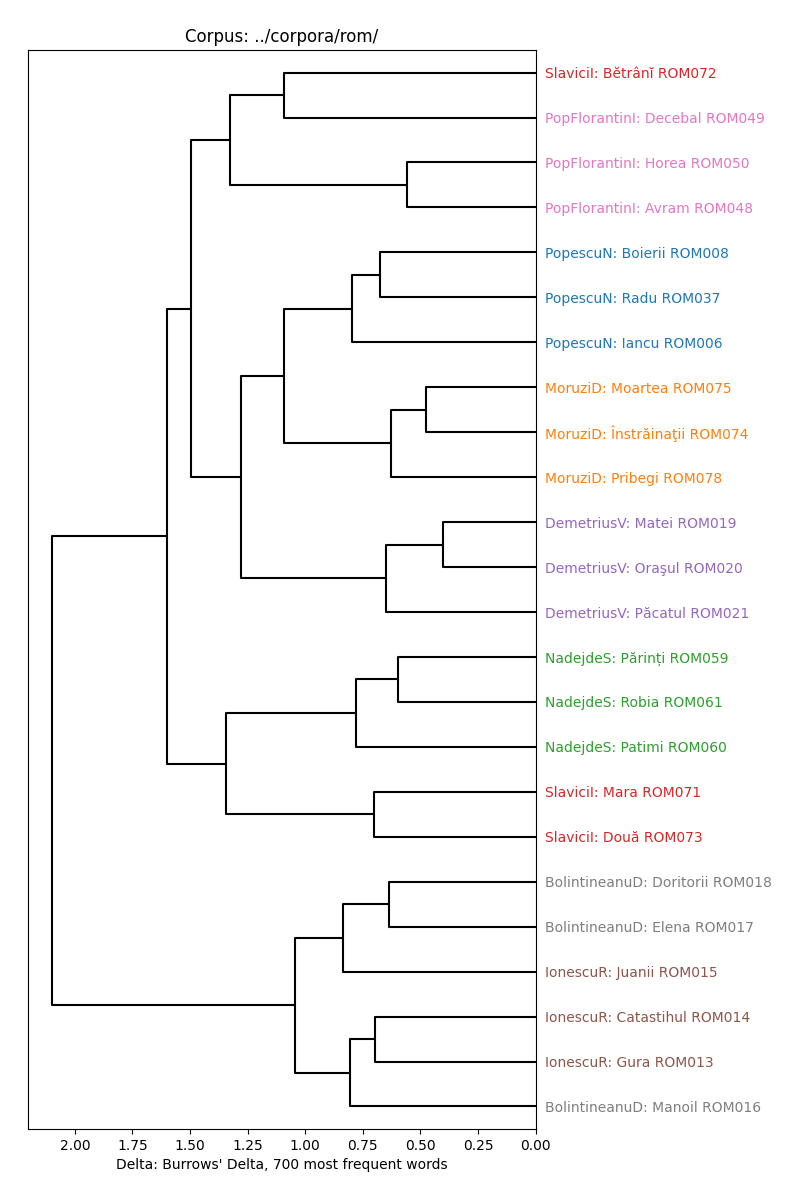 Corpus: ../corpora/rom/
SlaviciI: Bĕtrânĭ ROM072
PopFlorantinI: Decebal ROM049
PopFlorantinI: Horea ROM050
PopFlorantinI: Avram ROM048
PopescuN: Boierii ROM008
PopescuN: Radu ROM037
PopescuN: Iancu ROM006
MoruziD: Moartea ROM075
MoruziD: Înstrăinaţii ROM074
MoruziD: Pribegi ROM078
DemetriusV: Matei ROM019
DemetriusV: Oraşul ROM020
DemetriusV: Păcatul ROM021
NadejdeS: Părinți ROM059
NadejdeS: Robia ROM061
NadejdeS: Patimi ROM060
SlaviciI: Mara ROM071
SlaviciI: Două ROM073
BolintineanuD: Doritorii ROM018
BolintineanuD: Elena ROM017
IonescuR: Juanii ROM015
IonescuR: Catastihul ROM014
IonescuR: Gura ROM013
BolintineanuD: Manoil ROM016
2.00 1.75 1.50 1.25 1.00 0.75 0.50 0.25 0.00
Delta: Burrows' Delta, 700 most frequent words